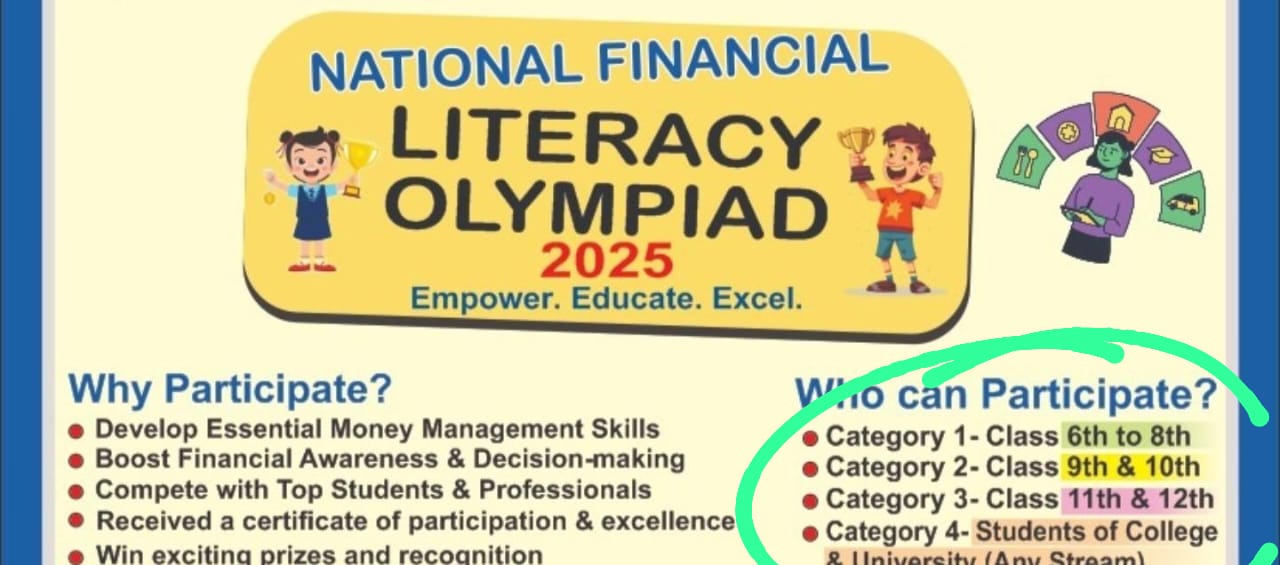 NATIONAL FINANCIAL
LITERACY
OLYMPIAD
2025
Empower. Educate. Excel.
Why Participate?
Develop Essential Money Management Skills
Boost Financial Awareness & Decision-making
Compete with Top Students & Professionals
Received a certificate of participation & excellence
Win exciting prizes and recognition
Who can Participate?
Category 1- Class 6th to 8th
Category 2- Class 9th & 10th
Category 3- Class 11th & 12th
Category 4- Students of College
& University (Any Stream)